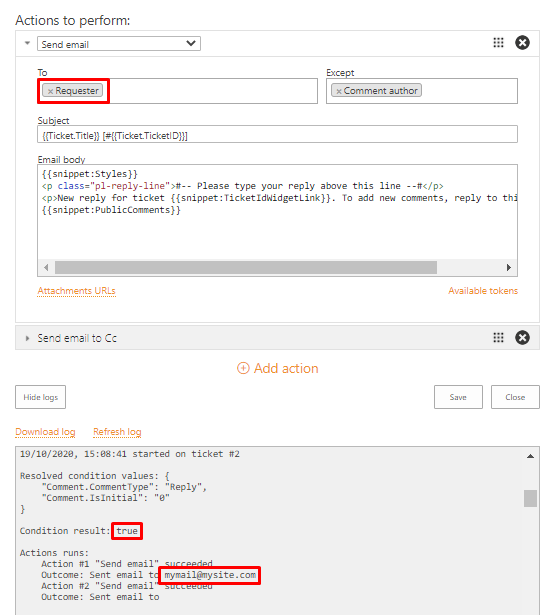 Actions to perform:
Send email
To
Except
× Requester
× Comment author
Subject
{{Ticket.Title}} [#{{Ticket.TicketID}}]
Email body
{{snippet:Styles}}
<p class="pl-reply-line">#-- Please type your reply above this line --#</p>
<p>New reply for ticket {{snippet:TicketIdWidgetLink}}. To add new comments, reply to thi
{{snippet:PublicComments}}
Attachments URLs
Available tokens
Send email to Cc
Add action
Hide logs
Save
Close
Download log
Refresh log
19/10/2020, 15:08:41 started on ticket #2
Resolved condition values: {
"Comment.CommentType": "Reply",
"Comment.IsInitial": "0"
}
Condition result: true
Actions runs:
Action #1 "Send email" succeeded
Outcome: Sent email to mymail@mysite.com
Action #2 "Send email" succeeded
Outcome: Sent email to